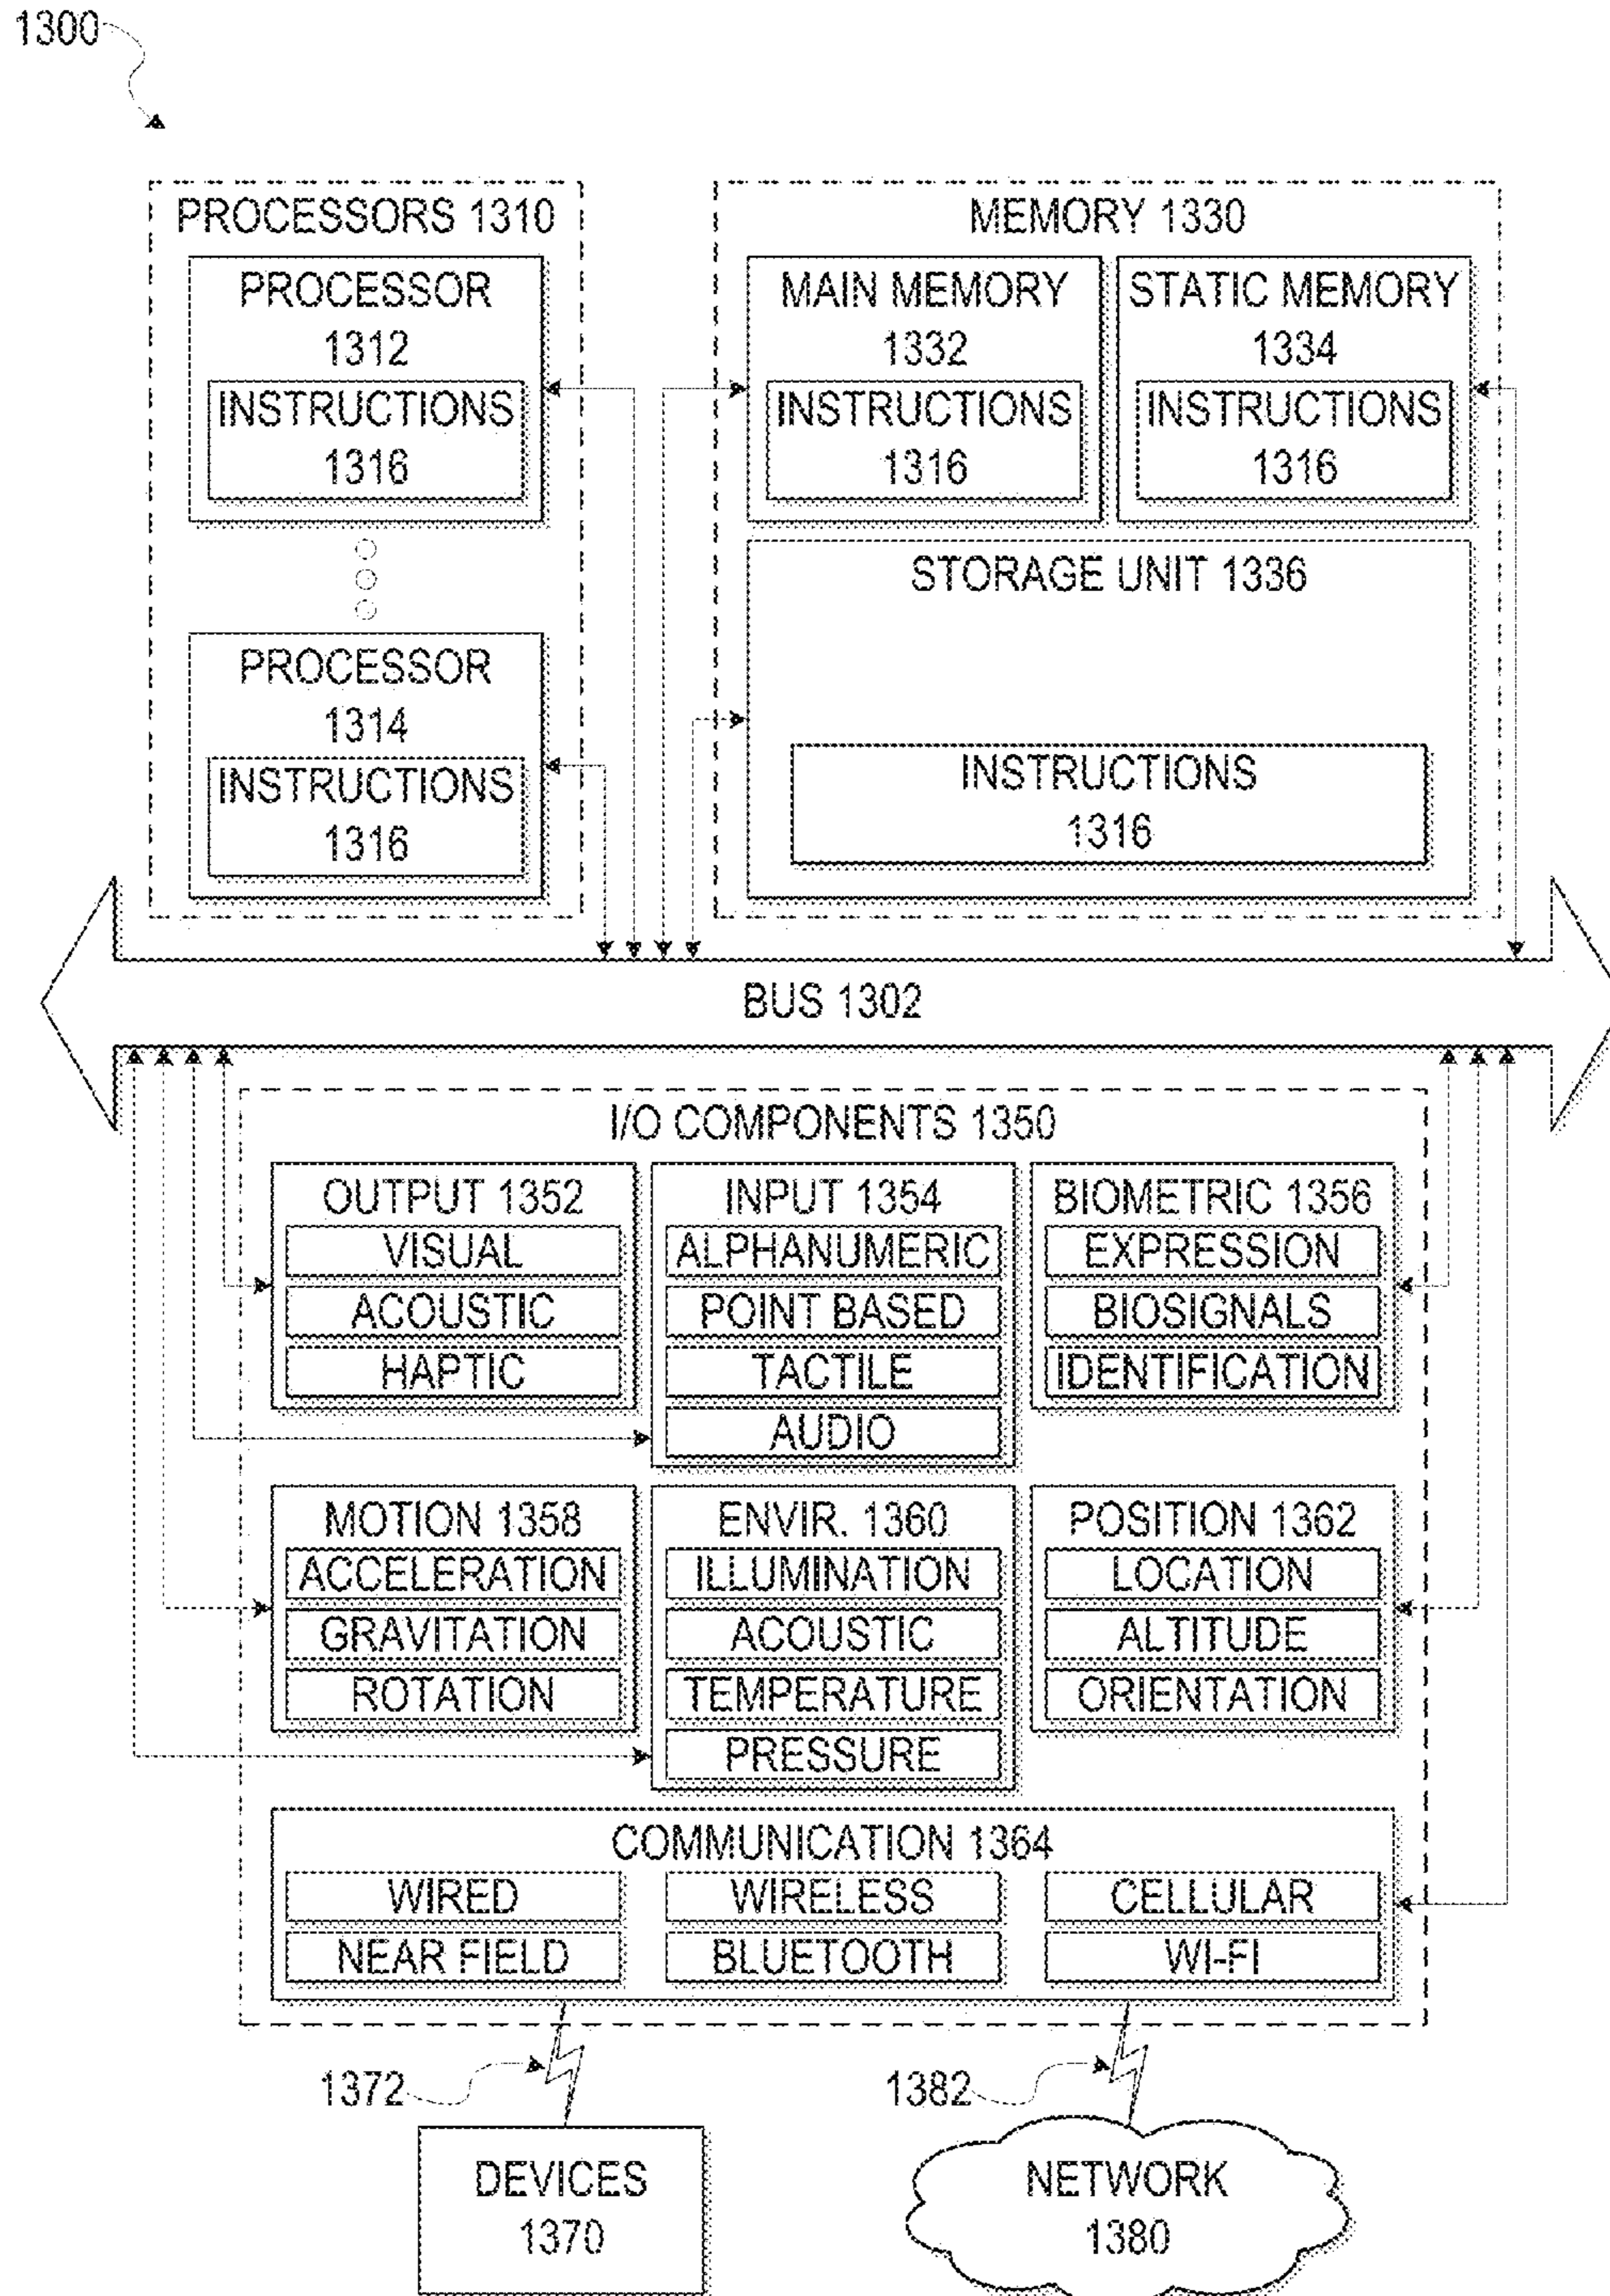 1300
PROCESSORS 1310
PROCESSOR
1312
INSTRUCTIONS
1316
PROCESSOR
1314
INSTRUCTIONS
1316
MEMORY 1330
MAIN MEMORY
1332
INSTRUCTIONS
1316
STATIC MEMORY
1334
INSTRUCTIONS
1316
STORAGE UNIT 1336
INSTRUCTIONS
1316
BUS 1302
I/O COMPONENTS 1350
OUTPUT 1352
VISUAL
ACOUSTIC
HAPTIC
INPUT 1354
ALPHANUMERIC
POINT BASED
TACTILE
AUDIO
BIOMETRIC 1356
EXPRESSION
BIOSIGNALS
IDENTIFICATION
MOTION 1358
ACCELERATION
GRAVITATION
ROTATION
ENVIR. 1360
ILLUMINATION
ACOUSTIC
TEMPERATURE
PRESSURE
POSITION 1362
LOCATION
ALTITUDE
ORIENTATION
COMMUNICATION 1364
WIRED
WIRELESS
CELLULAR
NEAR FIELD
BLUETOOTH
WI-FI
1372
1382
DEVICES
1370
NETWORK
1380